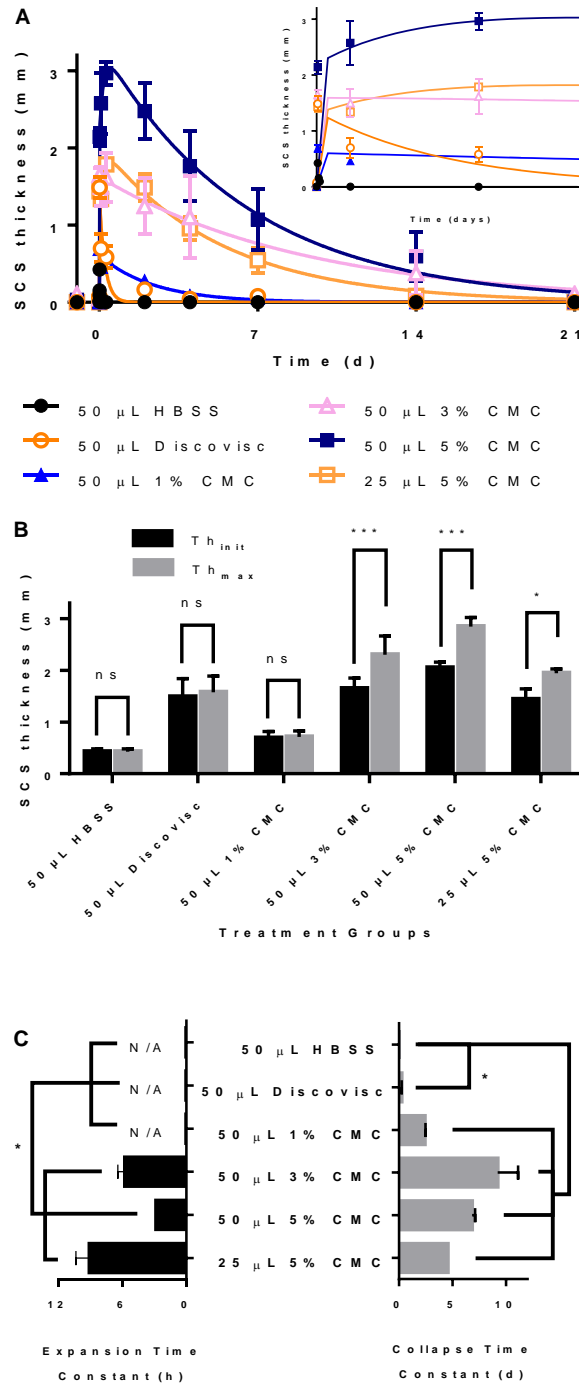 A
SCS thickness (mm)
3
2
1
0
0
7
14
21
Time (d)
SCS thickness (mm)
3
2
1
0
Time (days)
50 μL HBSS
50 μL Discovisc
50 μL 1% CMC
50 μL 3% CMC
50 μL 5% CMC
25 μL 5% CMC
B
Th init
Th max
SCS thickness (mm)
3
2
1
0
ns
ns
ns
***
***
*
50 μL HBSS
50 μL Discovisc
50 μL 1% CMC
50 μL 3% CMC
50 μL 5% CMC
25 μL 5% CMC
Treatment Groups
C
N/A
N/A
N/A
*
50 μL HBSS
50 μL Discovisc
50 μL 1% CMC
50 μL 3% CMC
50 μL 5% CMC
25 μL 5% CMC
*
12
6
0
0
5
10
Expansion Time
Constant (h)
Collapse Time
Constant (d)